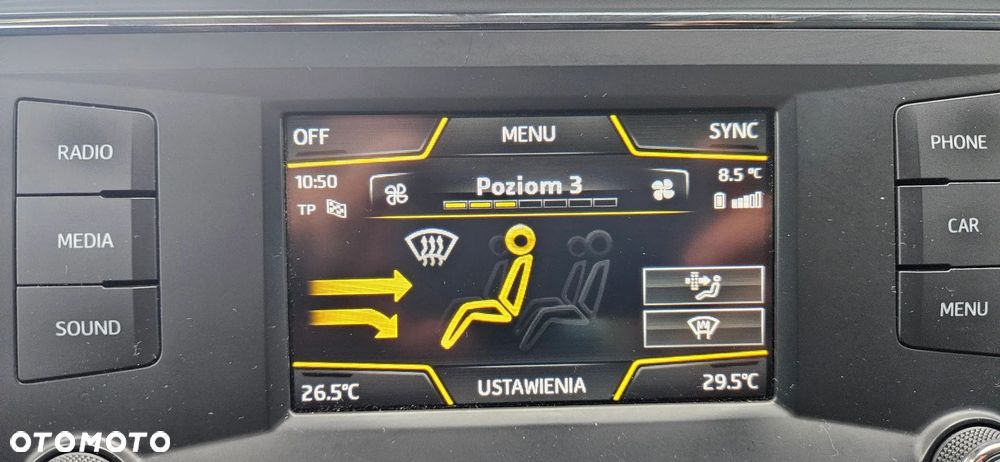 OFF MENU SYNC
RADIO
PHONE
10:50
Poziom 3
8.5 °C
TP
MEDIA
CAR
SOUND
MENU
26.5°C
USTAWIENIA
29.5°C
OTOMOTO